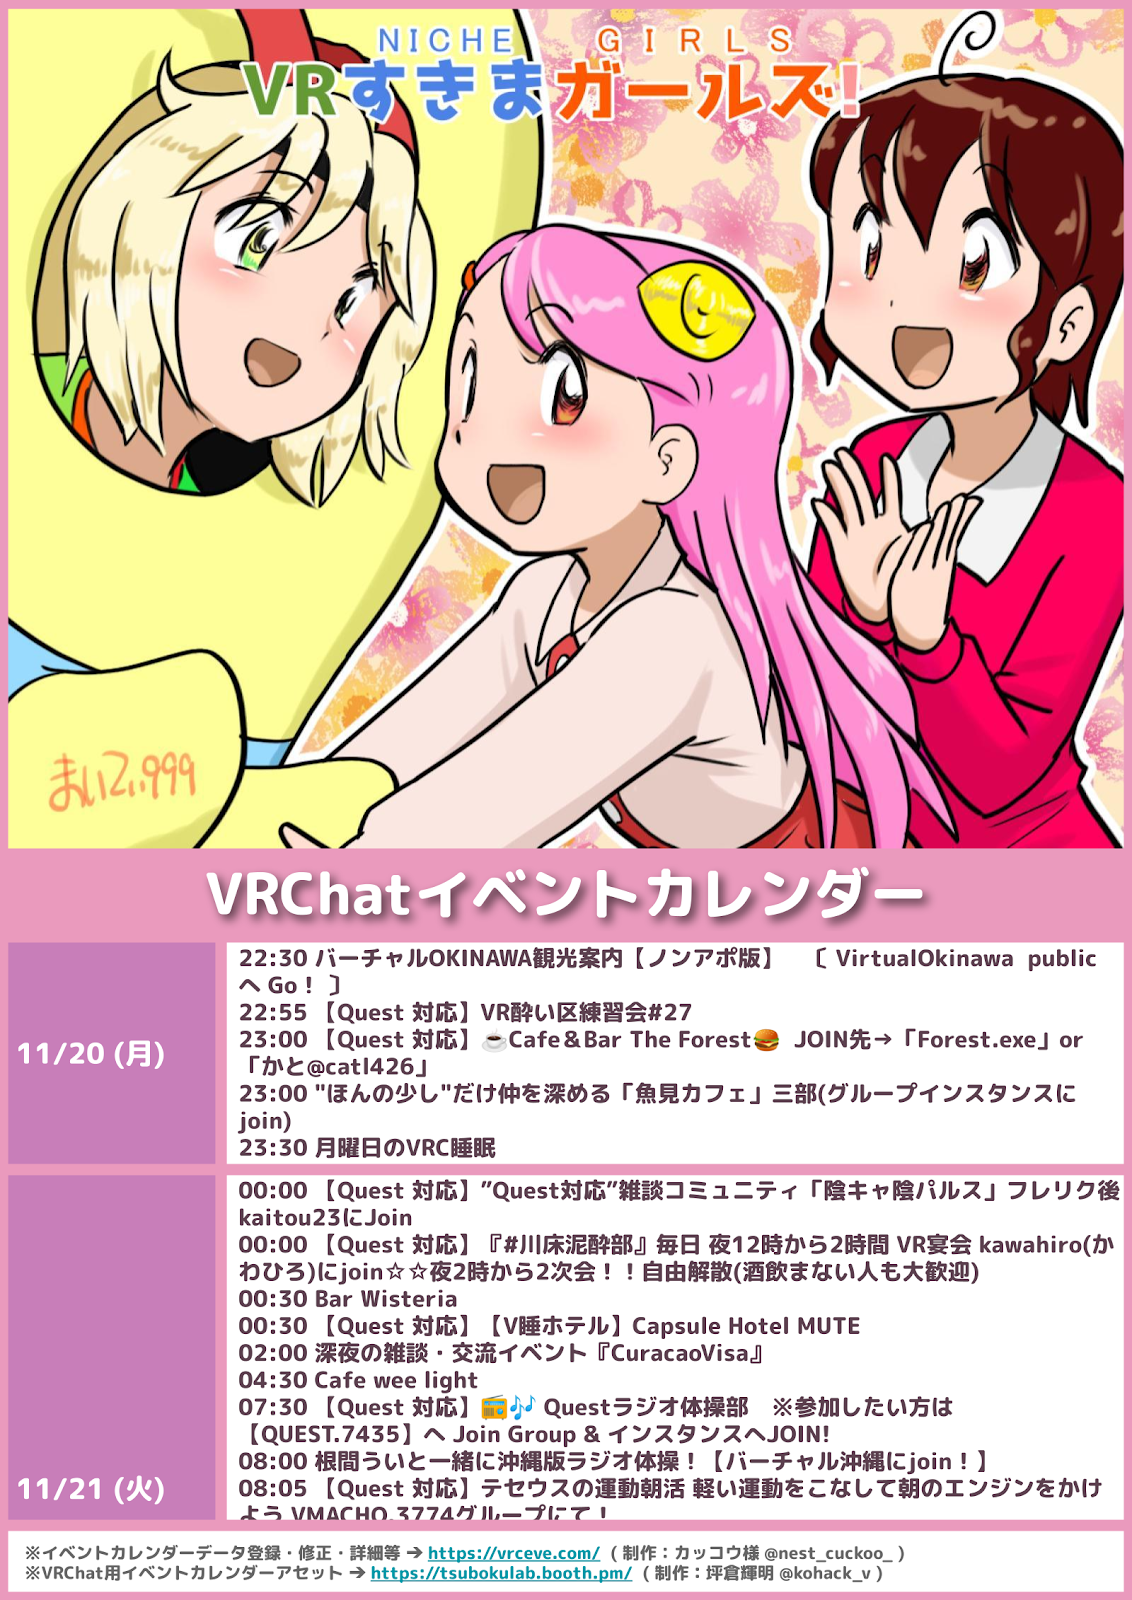 NICHE GIRLS
VRすきまガールズ!
まいてぃ999
VRChatイベントカレンダー
11/20 (月)
22:30 バーチャルOKINAWA観光案内【ノンアポ版】　〔 VirtualOkinawa public
へ Go！ 〕
22:55 【Quest 対応】VR酔い区練習会#27
23:00 【Quest 対応】☕Cafe＆Bar The Forest🍔 JOIN先→「Forest.exe」or
「かと@catl426」
23:00 "ほんの少し"だけ仲を深める「魚見カフェ」三部(グループインスタンスに
join)
23:30 月曜日のVRC睡眠
11/21 (火)
00:00 【Quest 対応】”Quest対応”雑談コミュニティ「陰キャ陰パルス」フレリク後
kaitou23にJoin
00:00 【Quest 対応】『#川床泥酔部』毎日 夜12時から2時間 VR宴会 kawahiro(か
わひろ)にjoin☆☆夜2時から2次会！！自由解散(酒飲まない人も大歓迎)
00:30 Bar Wisteria
00:30 【Quest 対応】【V睡ホテル】Capsule Hotel MUTE
02:00 深夜の雑談・交流イベント『CuracaoVisa』
04:30 Cafe wee light
07:30 【Quest 対応】📻🎶 Questラジオ体操部　※参加したい方は
【QUEST.7435】へ Join Group & インスタンスへJOIN!
08:00 根間ういと一緒に沖縄版ラジオ体操！【バーチャル沖縄にjoin！】
08:05 【Quest 対応】テセウスの運動朝活 軽い運動をこなして朝のエンジンをかけ
よう VMACHO.3774グループにて！
※イベントカレンダーデータ登録・修正・詳細等 ➔ https://vrceve.com/ ( 制作：カッコウ様 @nest_cuckoo_ )
※VRChat用イベントカレンダーアセット ➔ https://tsubokulab.booth.pm/ ( 制作：坪倉輝明 @kohack_v )